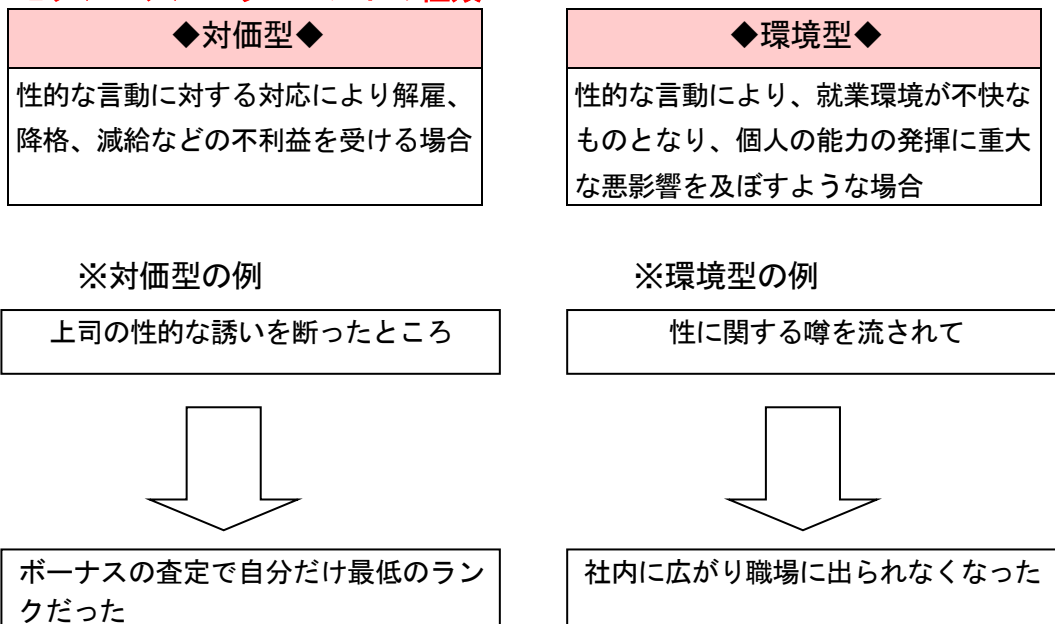 ◆対価型◆
性的な言動に対する対応により解雇、
降格、減給などの不利益を受ける場合
◆環境型◆
性的な言動により、就業環境が不快な
ものとなり、個人の能力の発揮に重大
な悪影響を及ぼすような場合
※対価型の例
上司の性的な誘いを断ったところ
ボーナスの査定で自分だけ最低のラン
クだった
※環境型の例
性に関する噂を流されて
社内に広がり職場に出られなくなった